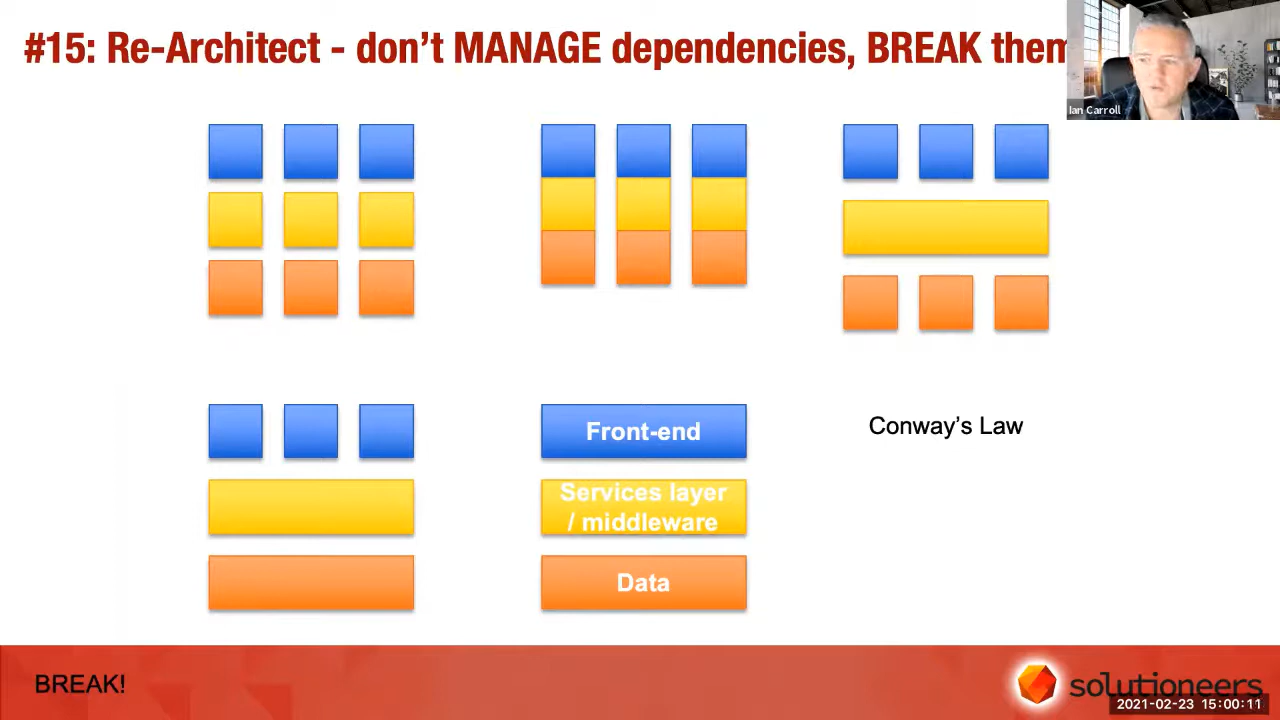 #15: Re-Architect - don't MANAGE dependencies, BREAK them
Ian Carroll
Front-end
Conway's Law
Services layer
/ middleware
Data
BREAK!
solutioneers
2021-02-23 15:00:11